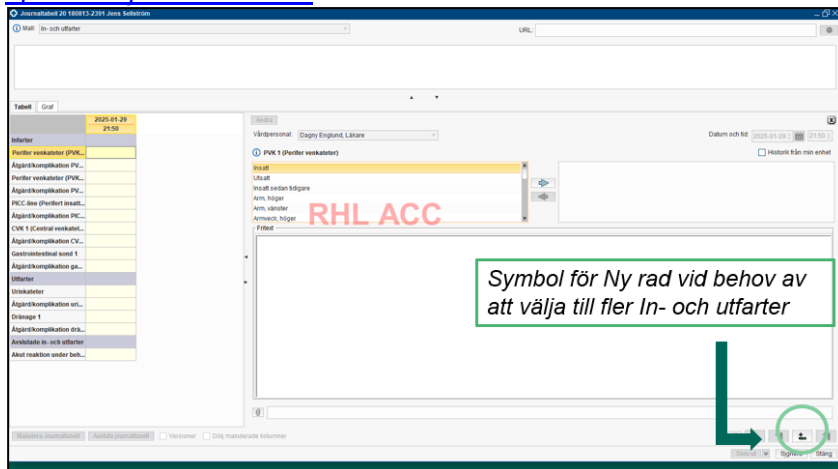 Journaltabell 20 180813-2391 Jens Sellström
Mall: In- och utfarter
URL:
Tabell Graf
2025-01-29
21:50
Infarter
Perifer venkateter (PVK...
Åtgärd/komplikation PV...
Perifer venkateter (PVK...
Åtgärd/komplikation PV...
PICC-line (Perifert insatt...
Åtgärd/komplikation PIC...
CVK 1 (Central venkatet...
Åtgärd/komplikation CV...
Gastrointestinal sond 1
Åtgärd/komplikation ga...
Utfarter
Urinkateter
Åtgärd/komplikation uri...
Dränage 1
Åtgärd/komplikation drä...
Avslutade in- och utfarter
Akut reaktion under beh...
Ändra
Vårdpersonal: Dagny Englund, Läkare
Datum och tid: 2025-01-29 21:50
PVK 1 (Perifer venkateter)
Historik från min enhet
Insatt
Utsatt
Insatt sedan tidigare
Arm, höger
Arm, vänster
Armveck, höger
RHL ACC
Fritext
Symbol för Ny rad vid behov av
att välja till fler In- och utfarter
Makulera Journaltabell Avsluta journaltabell Versioner Dölj makulerade kolumner
Skriv ut Signera Stäng